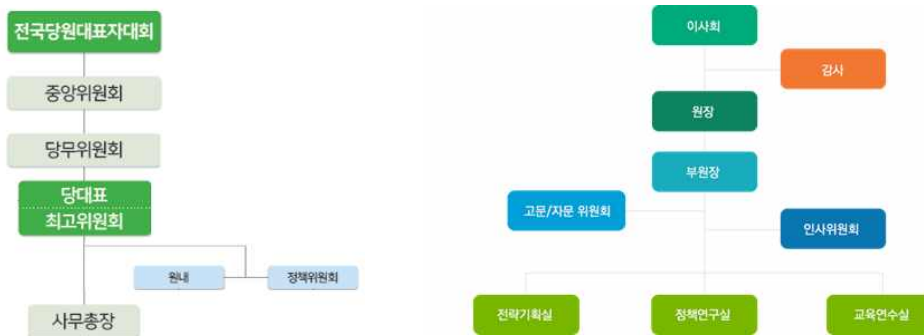 전국당원대표자대회
중앙위원회
당무위원회
당대표
최고위원회
원내
정책위원회
사무총장
이사회
감사
원장
부원장
고문/자문 위원회
인사위원회
전략기획실
정책연구실
교육연수실